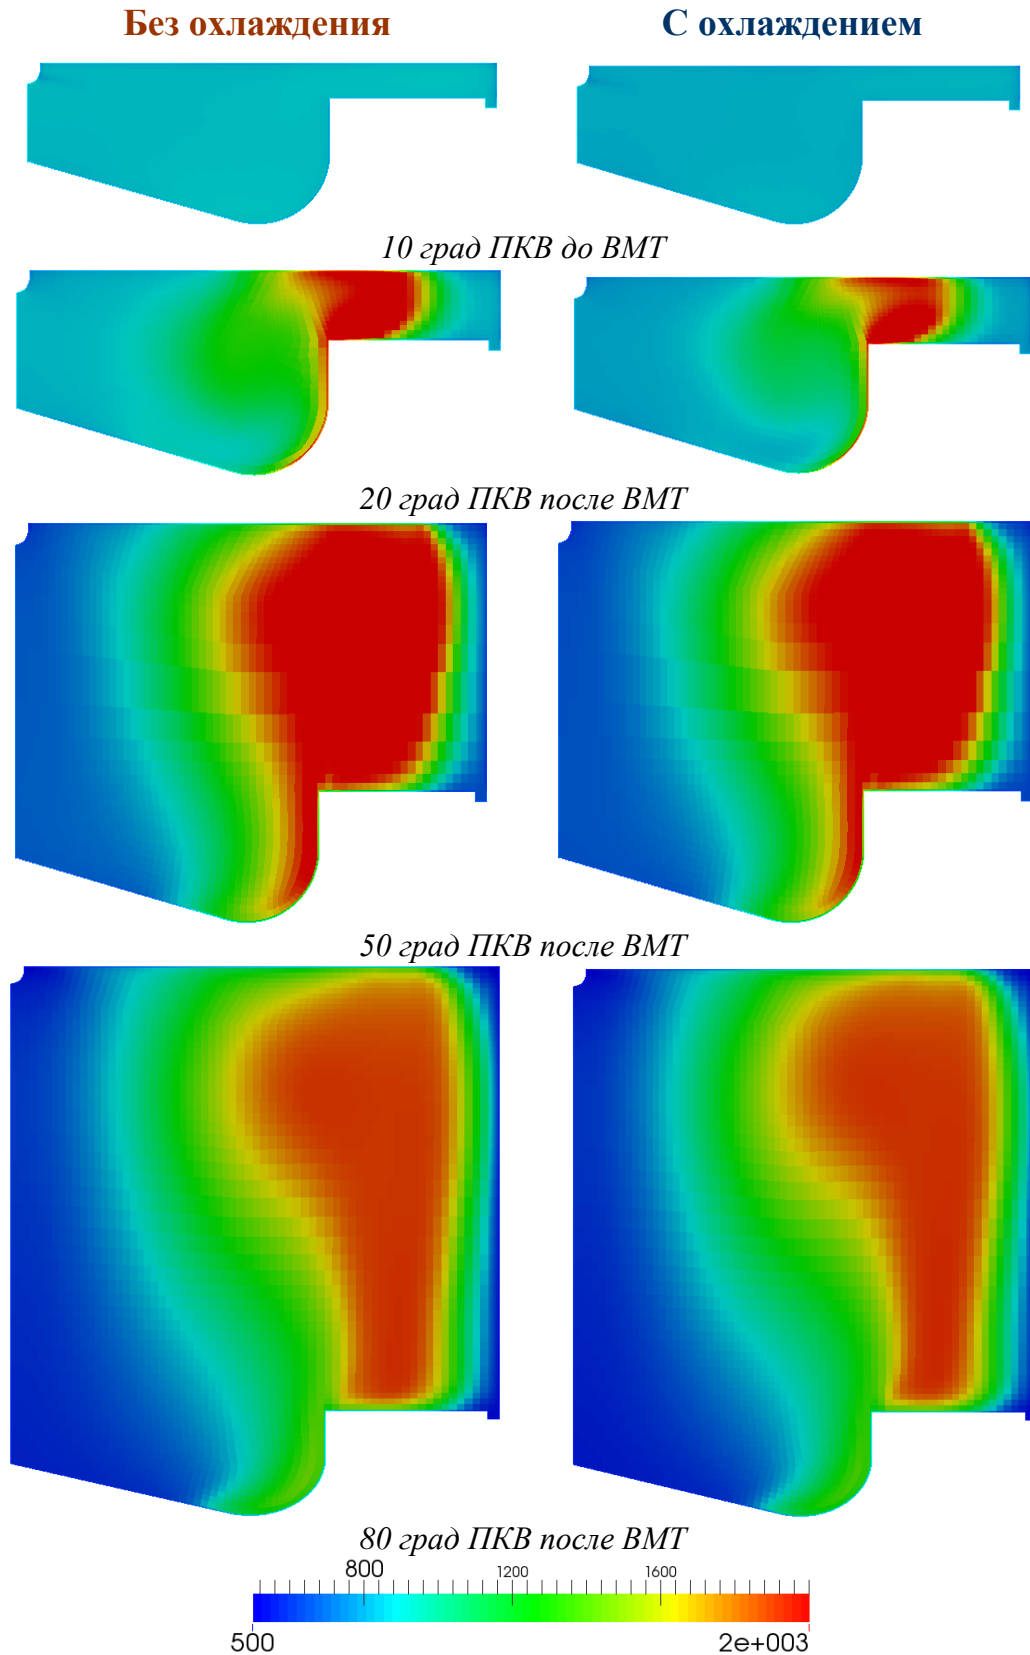 Без охлаждения
С охлаждением
10 град ПКВ до ВМТ
20 град ПКВ после ВМТ
50 град ПКВ после ВМТ
80 град ПКВ после ВМТ
800 1200 1600
500 2e+003